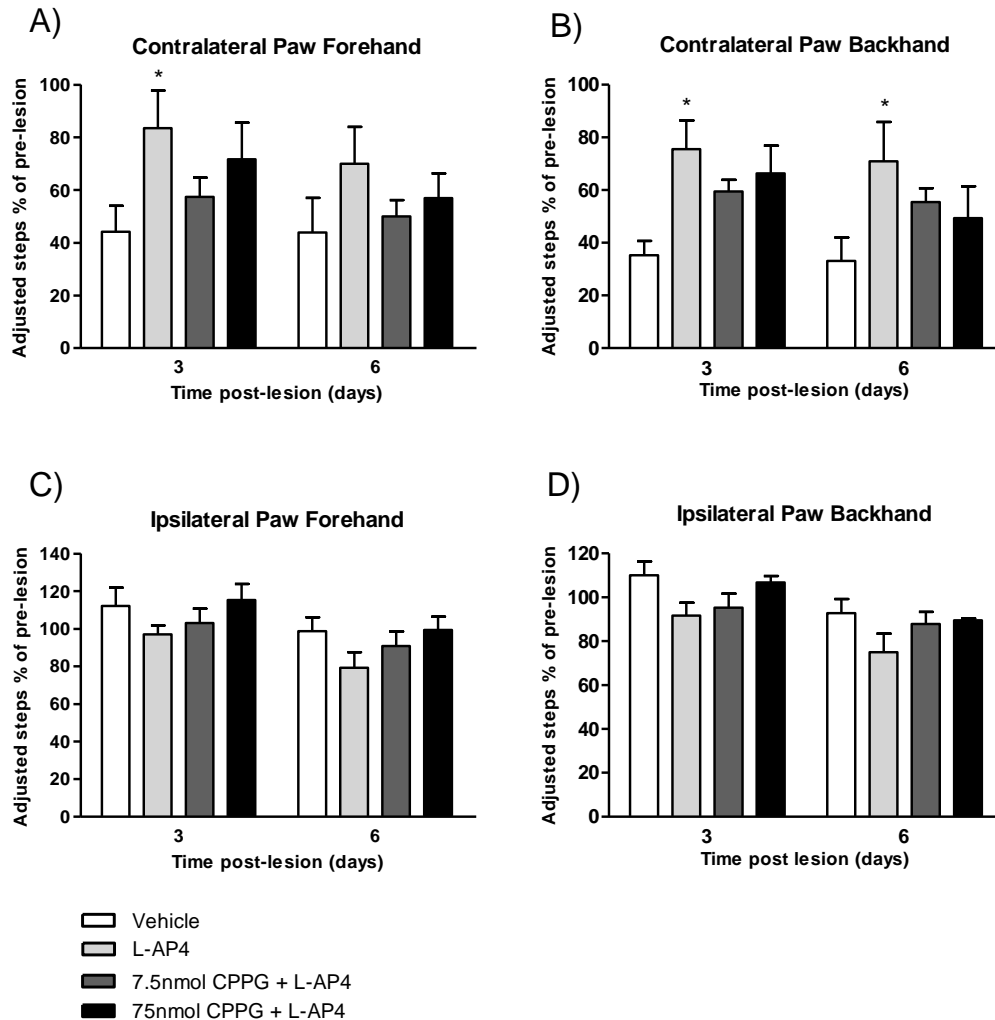 A)
Contralateral Paw Forehand
Adjusted steps % of pre-lesion
100
80
60
40
20
0
*
3
6
Time post-lesion (days)
B)
Contralateral Paw Backhand
Adjusted steps % of pre-lesion
100
80
60
40
20
0
*
*
3
6
Time post-lesion (days)
C)
Ipsilateral Paw Forehand
Adjusted steps % of pre-lesion
140
120
100
80
60
40
20
0
3
6
Time post-lesion (days)
D)
Ipsilateral Paw Backhand
Adjusted steps % of pre-lesion
120
100
80
60
40
20
0
3
6
Time post lesion (days)
Vehicle
L-AP4
7.5nmol CPPG + L-AP4
75nmol CPPG + L-AP4